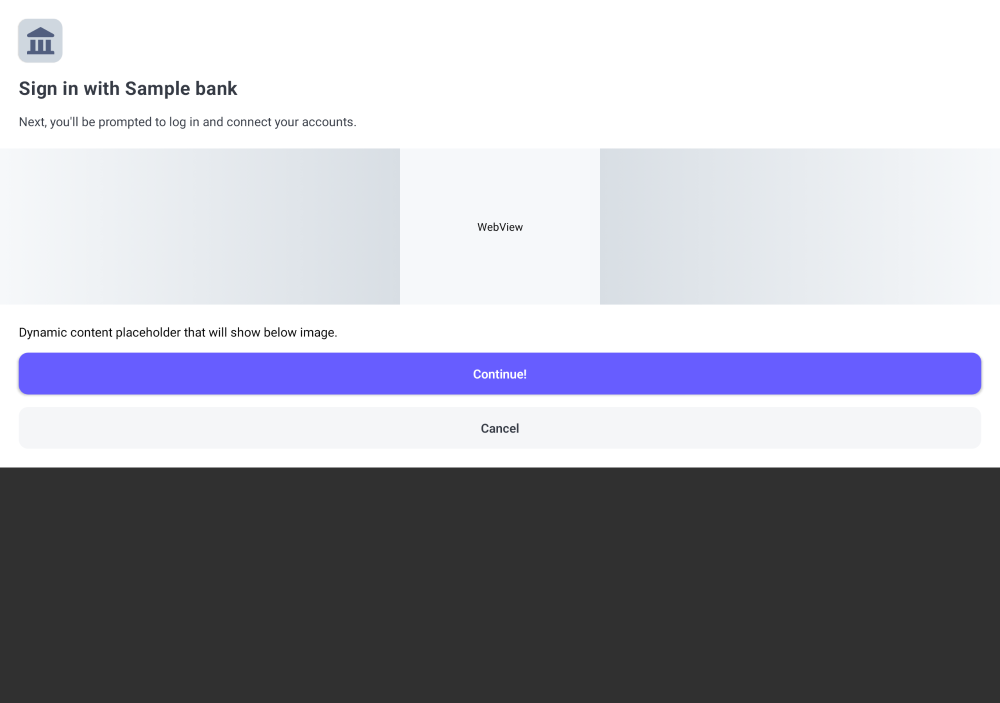 Sign in with Sample bank
Next, you'll be prompted to log in and connect your accounts.
WebView
Dynamic content placeholder that will show below image.
Continue!
Cancel